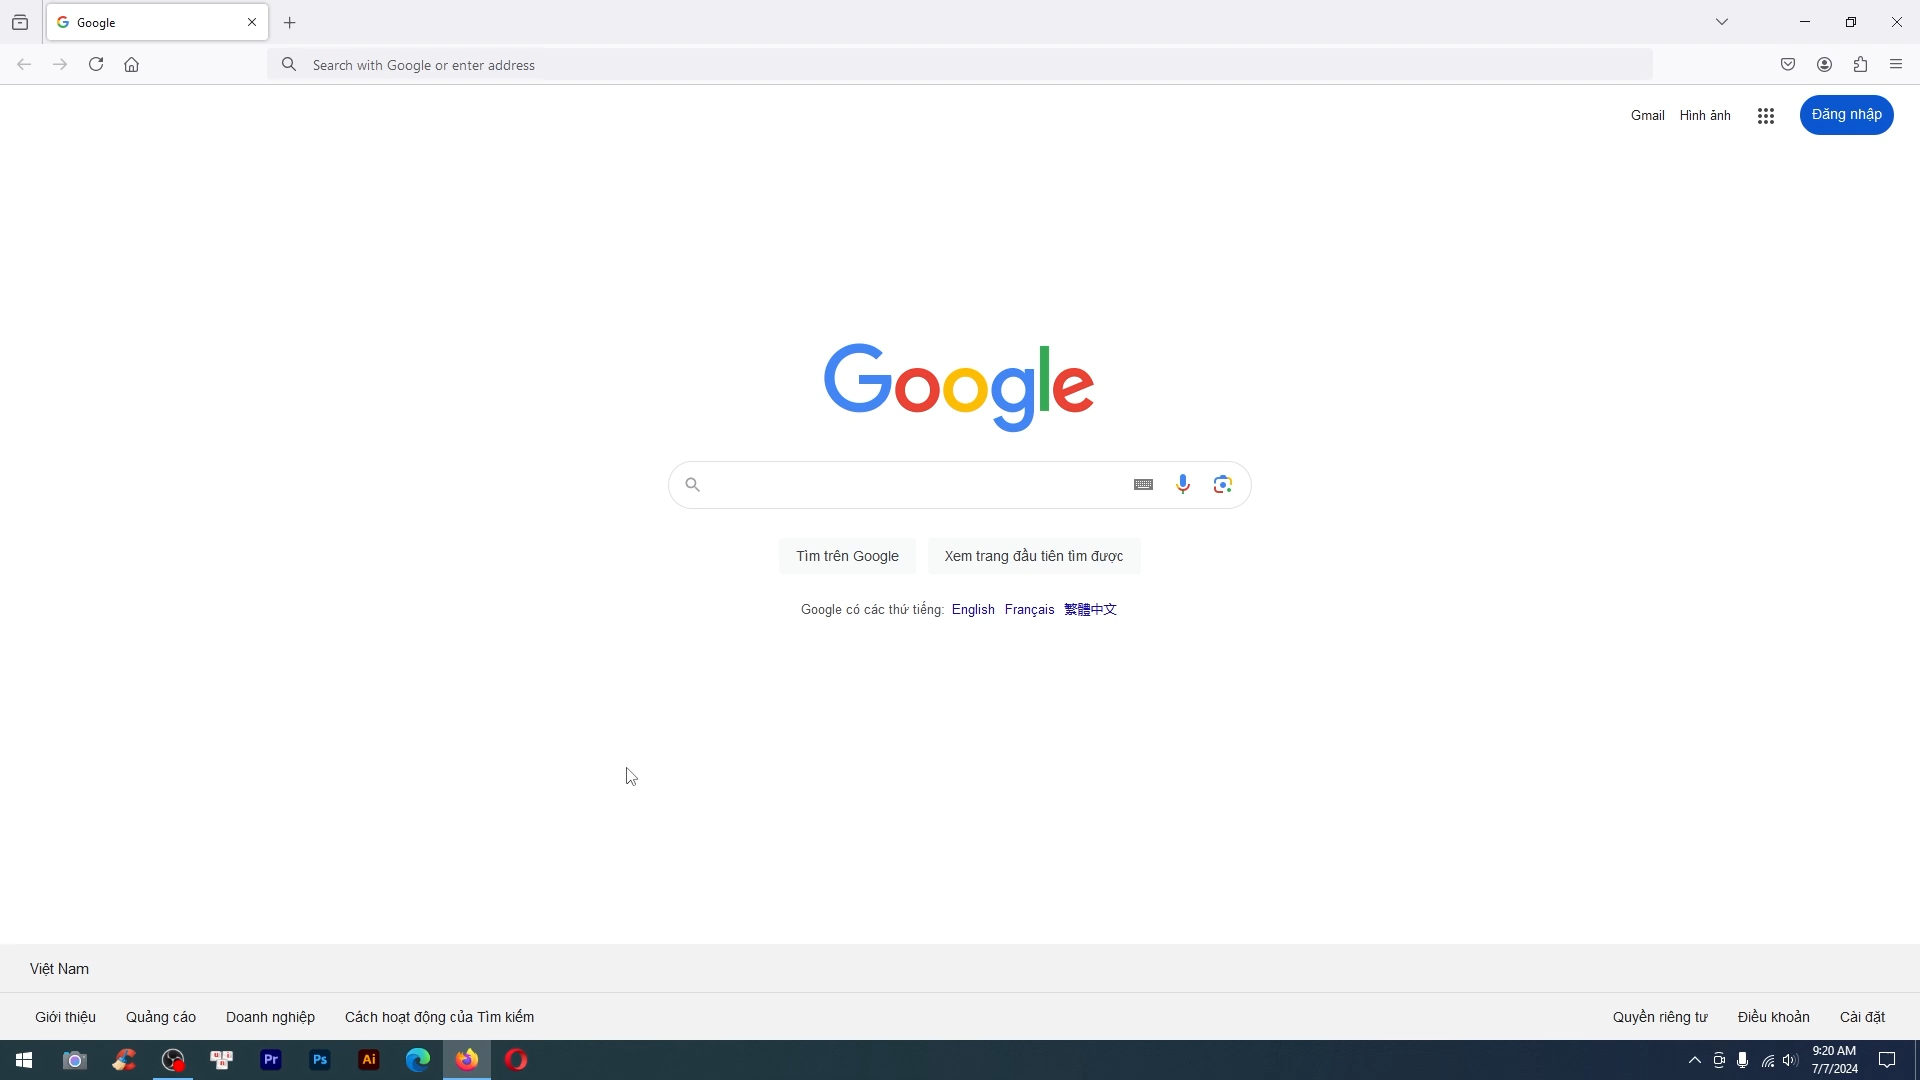 Google
Search with Google or enter address
Gmail Hình ảnh Đăng nhập
Google
Tìm trên Google Xem trang đầu tiên tìm được
Google có các thứ tiếng: English Français 繁體中文
Việt Nam
Giới thiệu Quảng cáo Doanh nghiệp Cách hoạt động của Tìm kiếm Quyền riêng tư Điều khoản Cài đặt
Pr Ps Ai 9:20 AM
7/7/2024